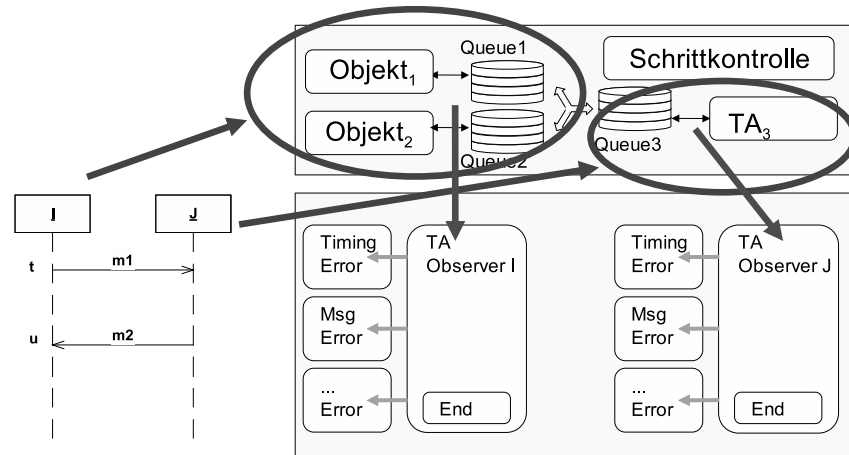 Queue1
Schrittkontrolle
Objekt1
Objekt2
TA3
Queue2
Queue3
I
J
t
m1
u
m2
Timing
Error
Msg
Error
...
Error
TA
Observer I
End
Timing
Error
Msg
Error
...
Error
TA
Observer J
End